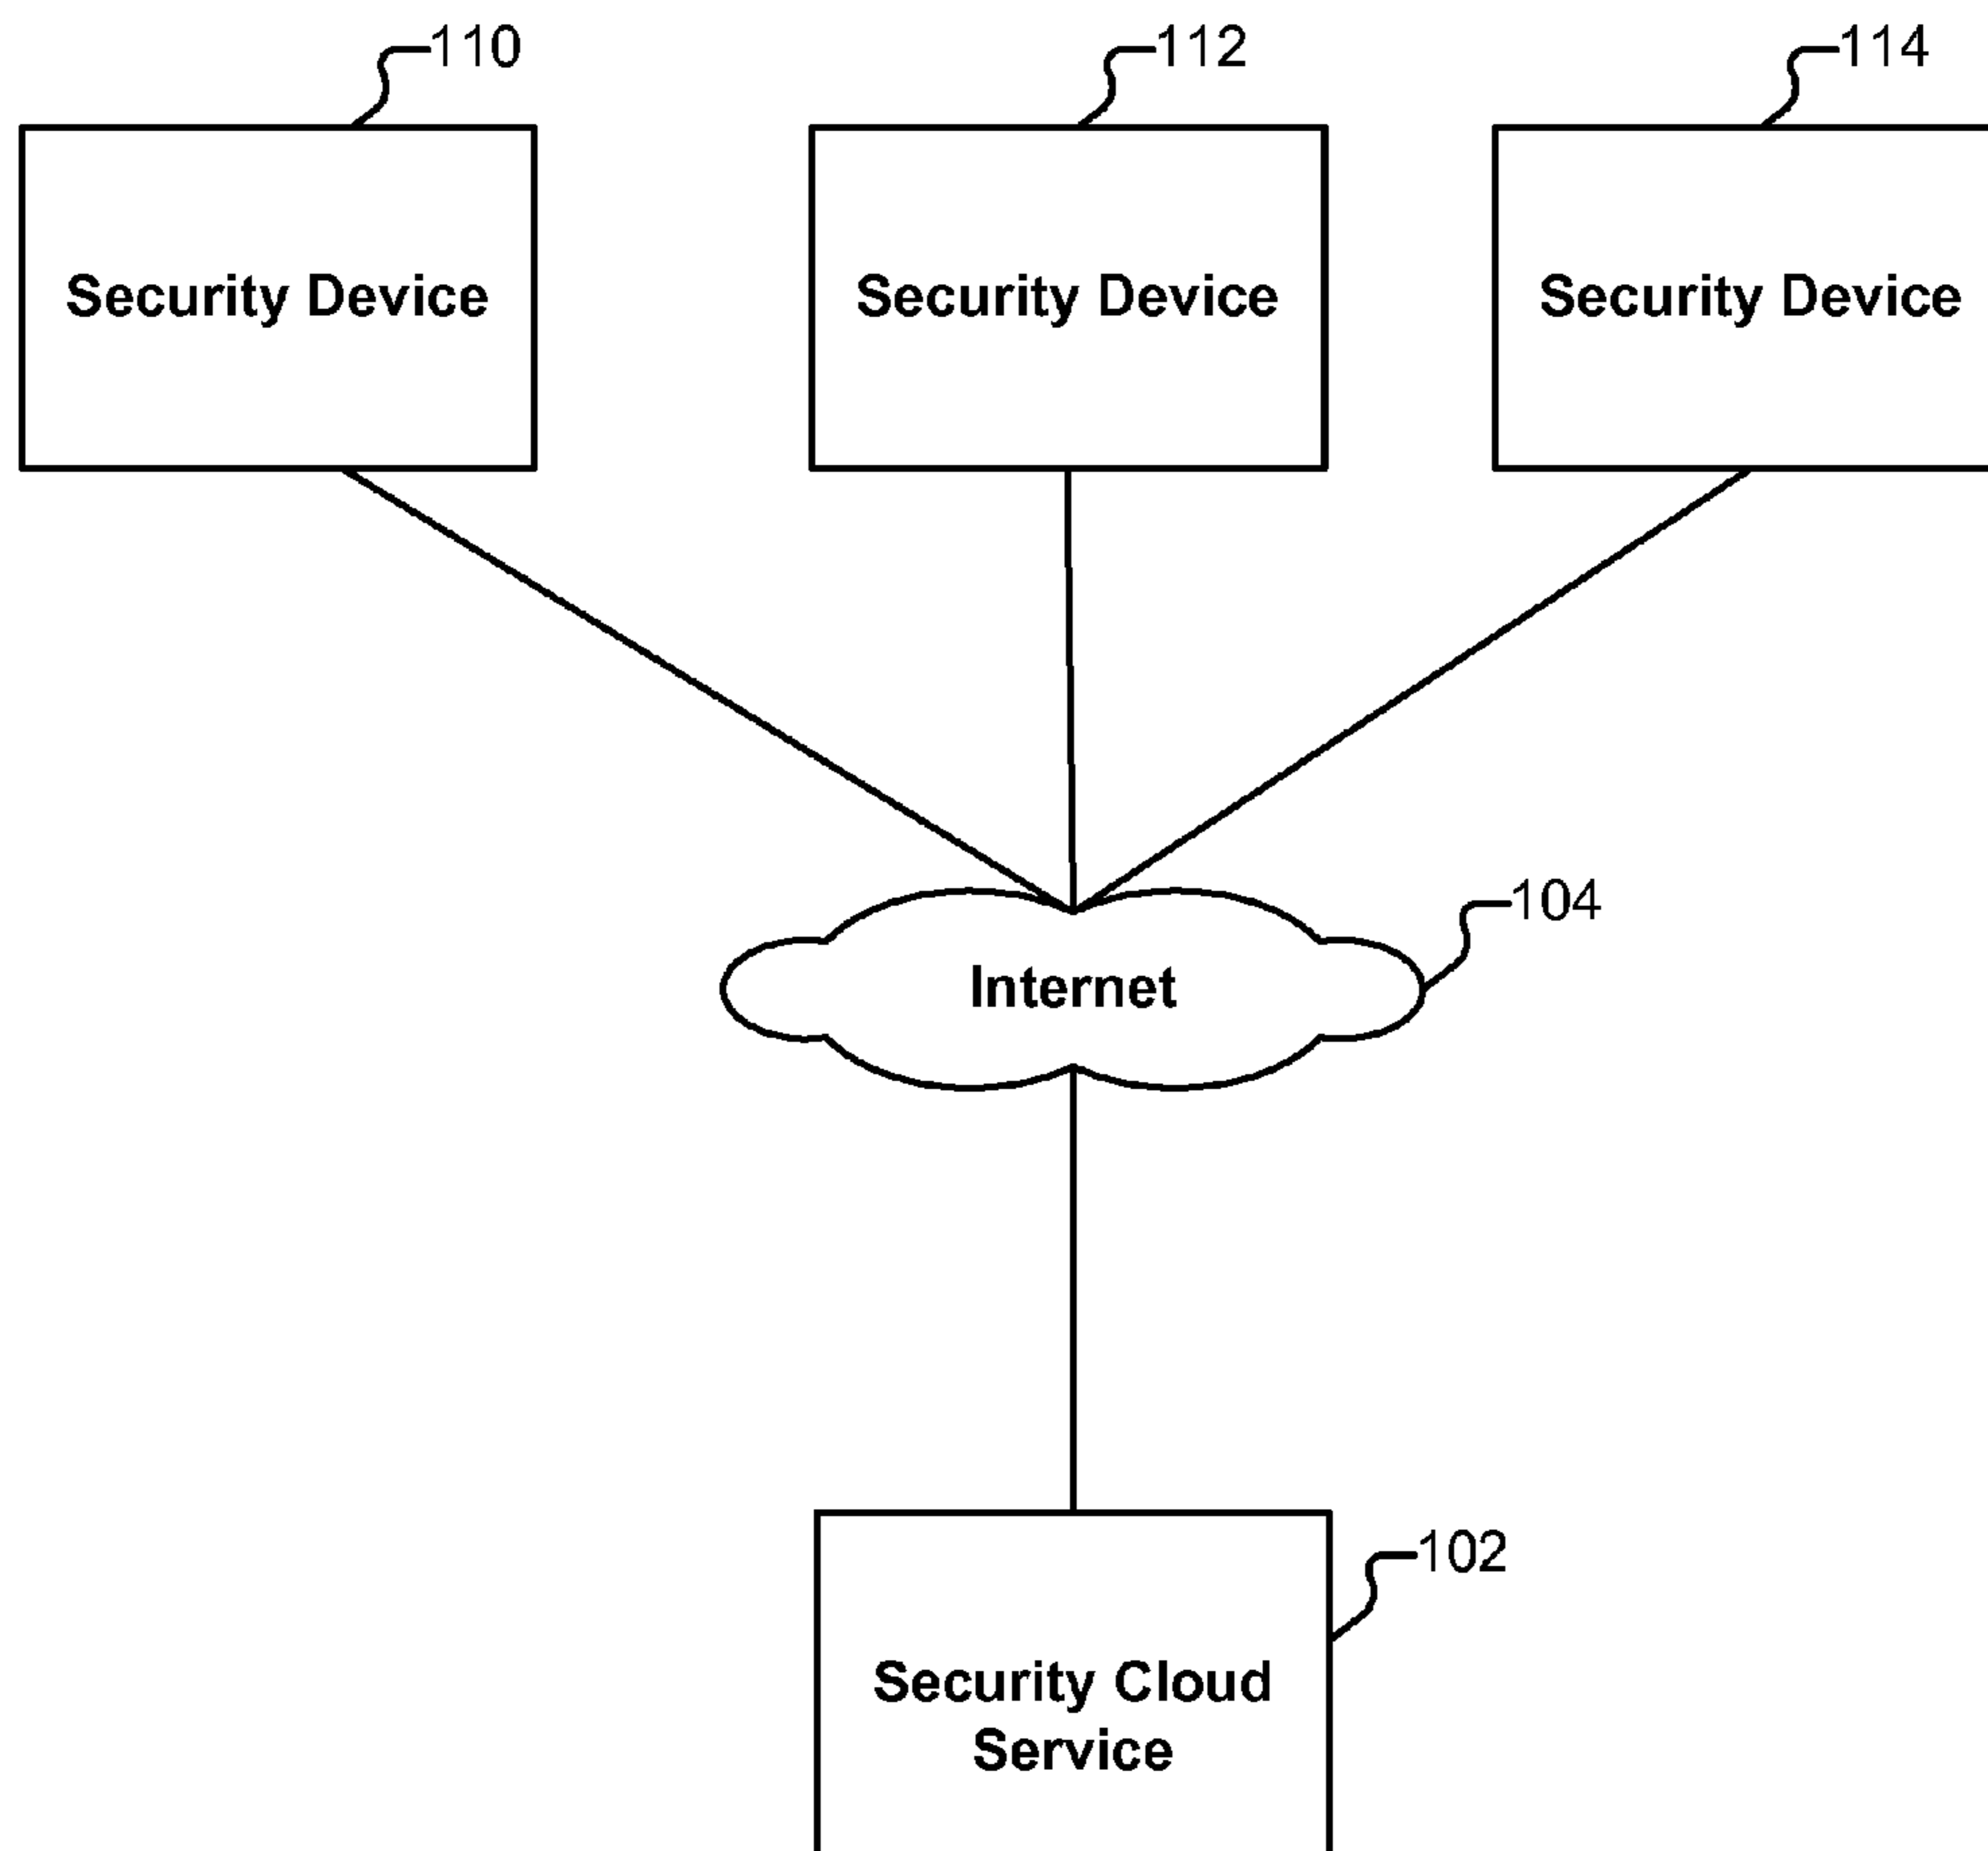 110
112
114
Security Device
Security Device
Security Device
104
Internet
102
Security Cloud
Service